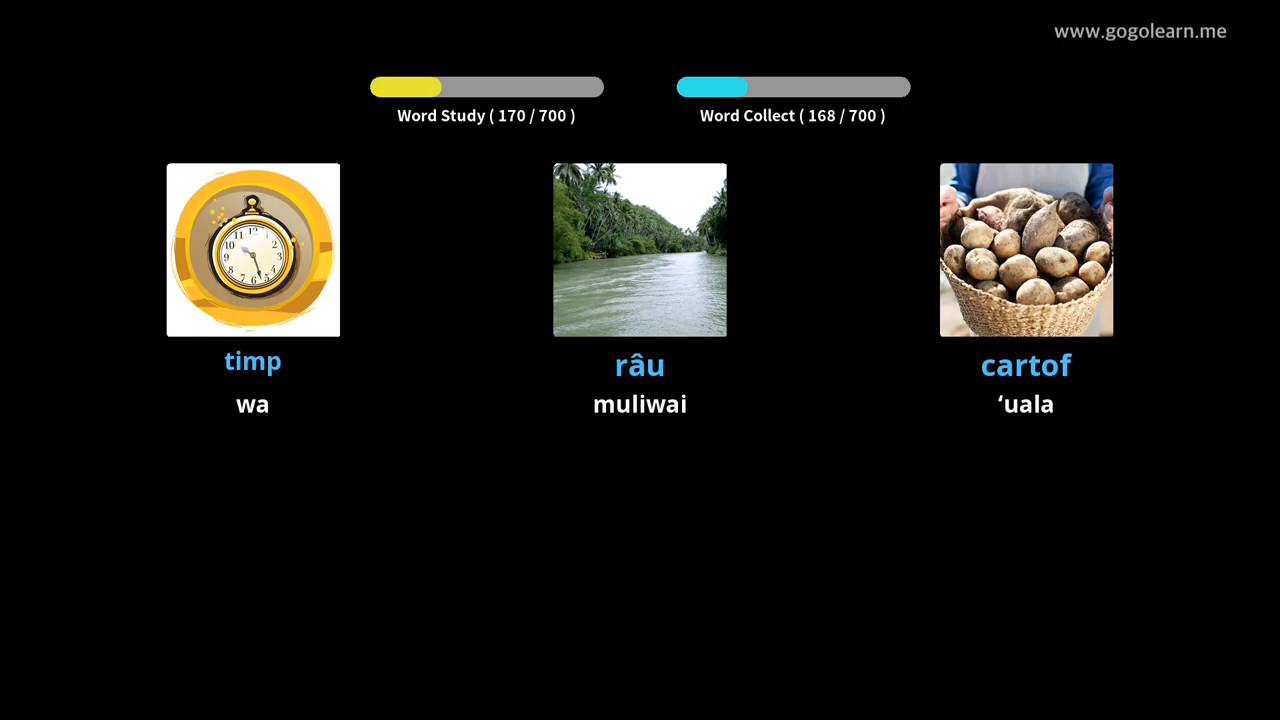 www.gogolearn.me
Word Study ( 170 / 700 )
Word Collect ( 168 / 700 )
timp
râu
cartof
wa
muliwai
ʻuala